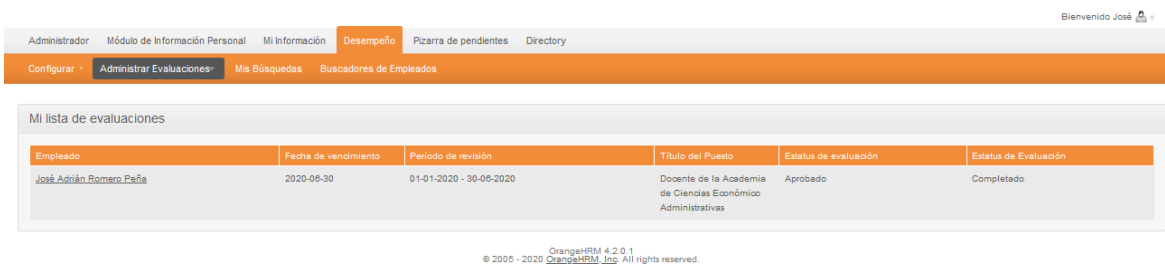 Bienvenido José
Administrador Módulo de Información Personal Mi Información Desempeño Pizarra de pendientes Directory
Configurar Administrar Evaluaciones Mis Búsquedas Buscadores de Empleados
Mi lista de evaluaciones
Empleado Fecha de vencimiento Período de revisión Título del Puesto Estatus de evaluación Estatus de Evaluación
José Adrián Romero Peña 2020-06-30 01-01-2020 - 30-06-2020 Docente de la Academia Aprobado Completado
de Ciencias Económico
Administrativas
OrangeHRM 4.2.0.1
© 2005 - 2020 OrangeHRM, Inc. All rights reserved.